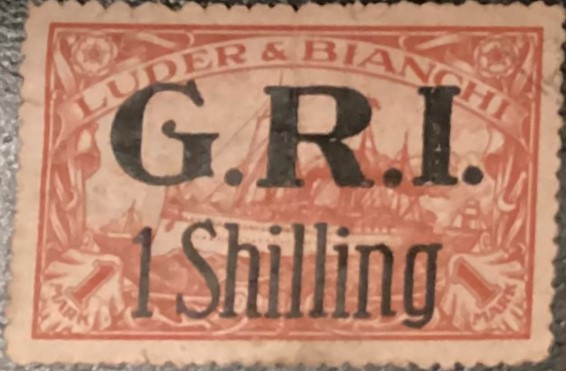 LUDER & BIANCHI
G.R.I.
1 Shilling
1 1
MARK MARK